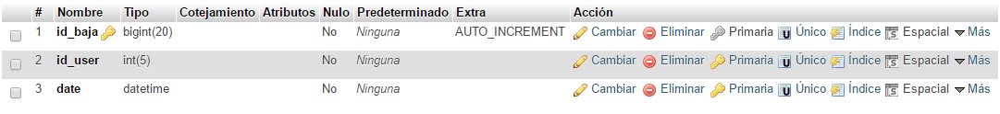 # Nombre Tipo Cotejamiento Atributos Nulo Predeterminado Extra Acción
1 id_baja bigint(20) No Ninguna AUTO_INCREMENT Cambiar Eliminar Primaria Único Índice Espacial Más
2 id_user int(5) No Ninguna Cambiar Eliminar Primaria Único Índice Espacial Más
3 date datetime No Ninguna Cambiar Eliminar Primaria Único Índice Espacial Más